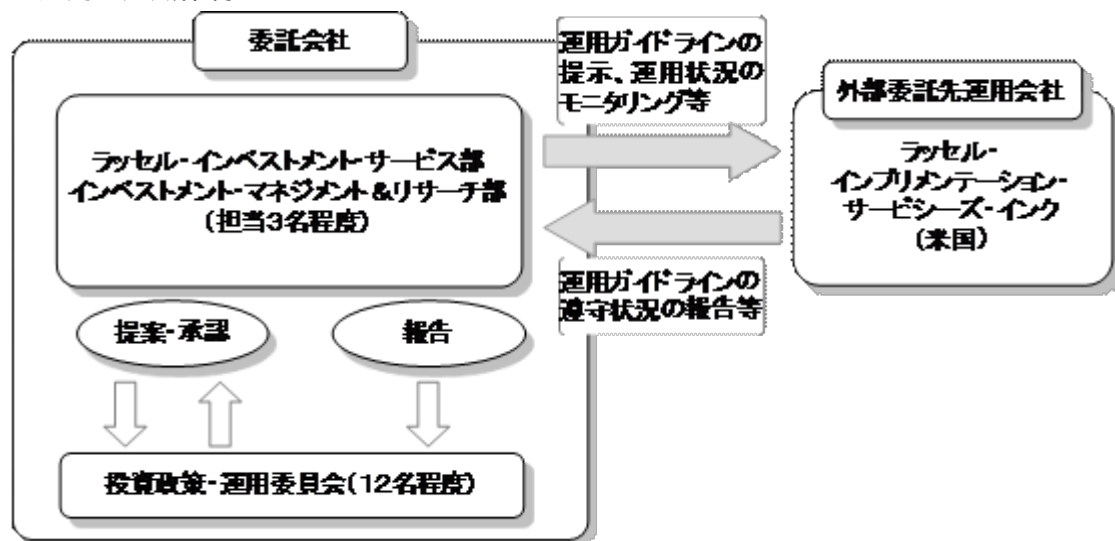 委託会社
運用ガイドラインの
提示、運用状況の
モニタリング等
外部委託先運用会社
ラッセル・インベストメント・サービス部
インベストメント・マネジメント&リサーチ部
(担当3名程度)
ラッセル・
インプリメンテーション・
サービシーズ・インク
(米国)
運用ガイドラインの
遵守状況の報告等
提案・承認
報告
投資政策・運用委員会(12名程度)